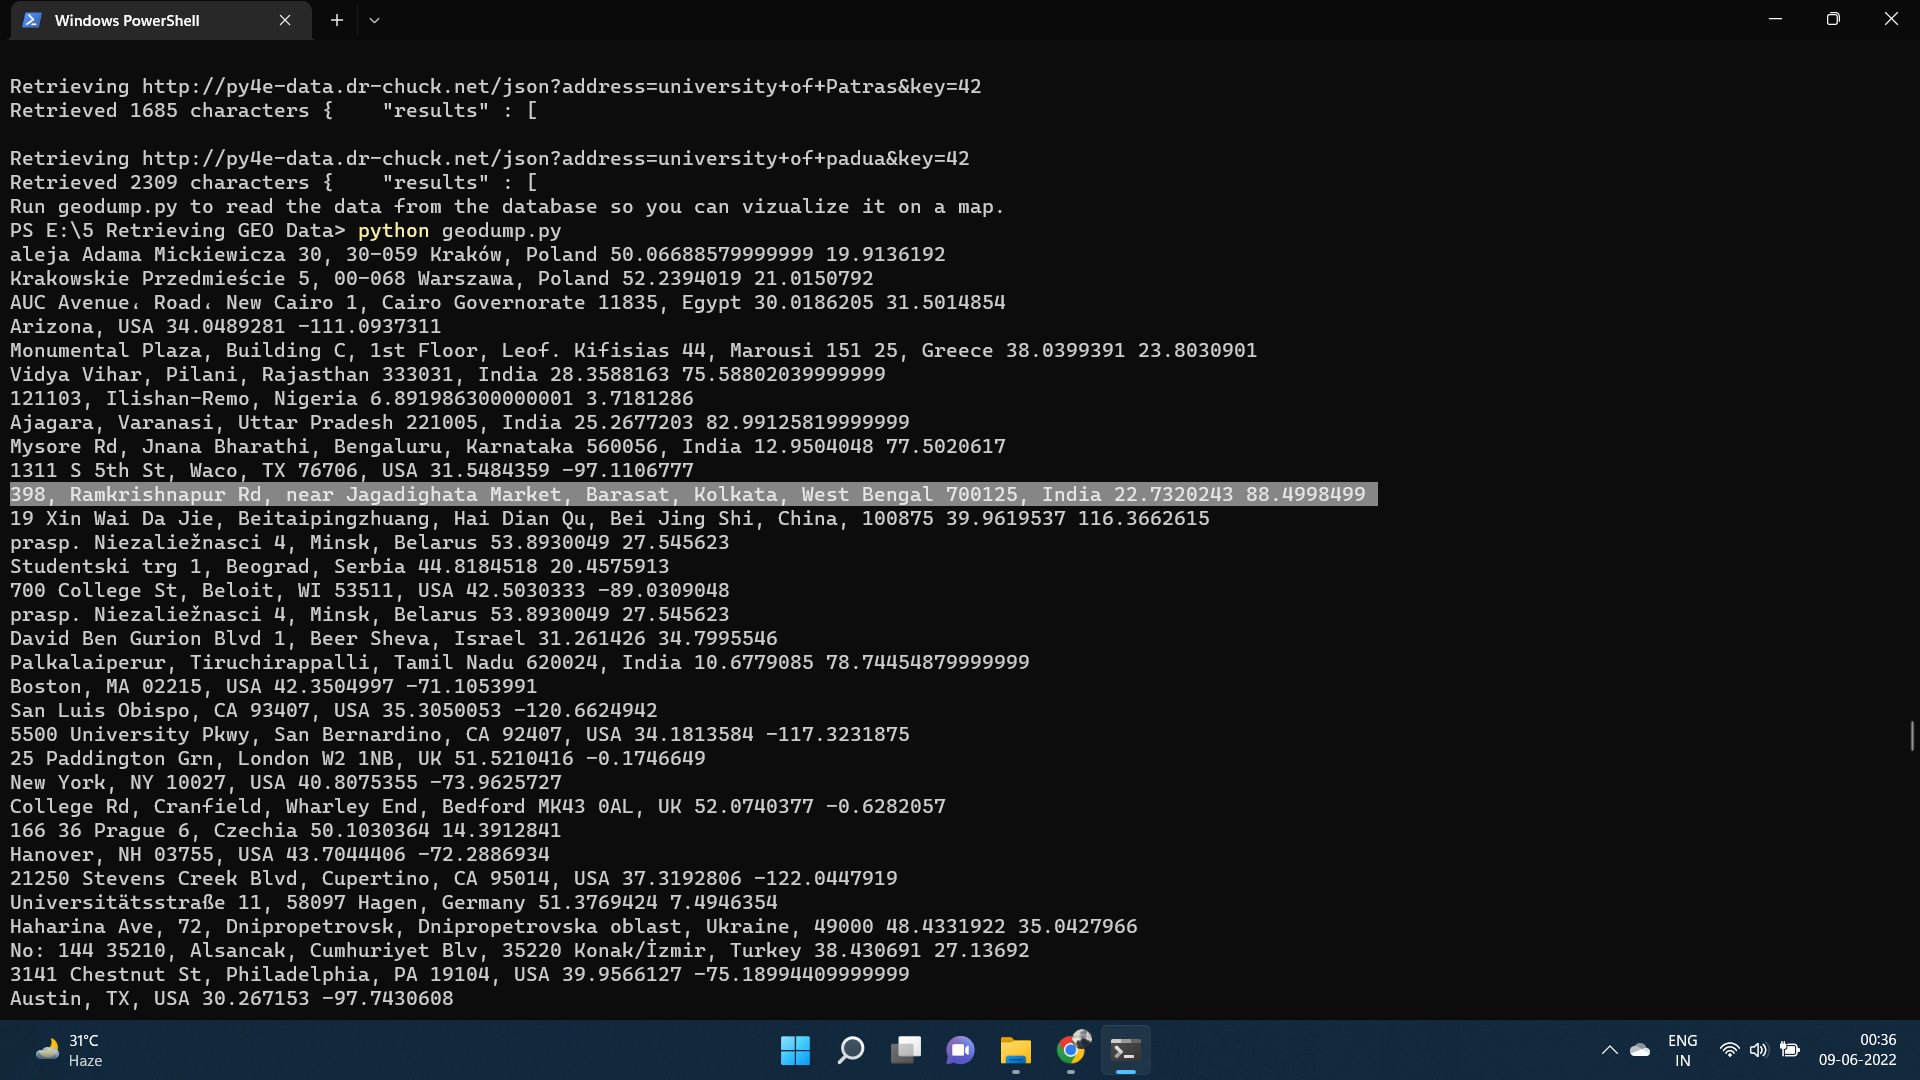 Windows PowerShell
Retrieving http://py4e-data.dr-chuck.net/json?address=university+of+Patras&key=42
Retrieved 1685 characters {    "results" : [
Retrieving http://py4e-data.dr-chuck.net/json?address=university+of+padua&key=42
Retrieved 2309 characters {    "results" : [
Run geodump.py to read the data from the database so you can vizualize it on a map.
PS E:\5 Retrieving GEO Data> python geodump.py
aleja Adama Mickiewicza 30, 30-059 Kraków, Poland 50.06688579999999 19.9136192
Krakowskie Przedmieście 5, 00-068 Warszawa, Poland 52.2394019 21.0150792
AUC Avenue، Road، New Cairo 1, Cairo Governorate 11835, Egypt 30.0186205 31.5014854
Arizona, USA 34.0489281 -111.0937311
Monumental Plaza, Building C, 1st Floor, Leof. Kifisias 44, Marousi 151 25, Greece 38.0399391 23.8030901
Vidya Vihar, Pilani, Rajasthan 333031, India 28.3588163 75.58802039999999
121103, Ilishan-Remo, Nigeria 6.891986300000001 3.7181286
Ajagara, Varanasi, Uttar Pradesh 221005, India 25.2677203 82.99125819999999
Mysore Rd, Jnana Bharathi, Bengaluru, Karnataka 560056, India 12.9504048 77.5020617
1311 S 5th St, Waco, TX 76706, USA 31.5484359 -97.1106777
398, Ramkrishnapur Rd, near Jagadighata Market, Barasat, Kolkata, West Bengal 700125, India 22.7320243 88.4998499
19 Xin Wai Da Jie, Beitaipingzhuang, Hai Dian Qu, Bei Jing Shi, China, 100875 39.9619537 116.3662615
prasp. Niezaliežnasci 4, Minsk, Belarus 53.8930049 27.545623
Studentski trg 1, Beograd, Serbia 44.8184518 20.4575913
700 College St, Beloit, WI 53511, USA 42.5030333 -89.0309048
prasp. Niezaliežnasci 4, Minsk, Belarus 53.8930049 27.545623
David Ben Gurion Blvd 1, Beer Sheva, Israel 31.261426 34.7995546
Palkalaiperur, Tiruchirappalli, Tamil Nadu 620024, India 10.6779085 78.74454879999999
Boston, MA 02215, USA 42.3504997 -71.1053991
San Luis Obispo, CA 93407, USA 35.3050053 -120.6624942
5500 University Pkwy, San Bernardino, CA 92407, USA 34.1813584 -117.3231875
25 Paddington Grn, London W2 1NB, UK 51.5210416 -0.1746649
New York, NY 10027, USA 40.8075355 -73.9625727
College Rd, Cranfield, Wharley End, Bedford MK43 0AL, UK 52.0740377 -0.6282057
166 36 Prague 6, Czechia 50.1030364 14.3912841
Hanover, NH 03755, USA 43.7044406 -72.2886934
21250 Stevens Creek Blvd, Cupertino, CA 95014, USA 37.3192806 -122.0447919
Universitätsstraße 11, 58097 Hagen, Germany 51.3769424 7.4946354
Haharina Ave, 72, Dnipropetrovsk, Dnipropetrovska oblast, Ukraine, 49000 48.4331922 35.0427966
No: 144 35210, Alsancak, Cumhuriyet Blv, 35220 Konak/İzmir, Turkey 38.430691 27.13692
3141 Chestnut St, Philadelphia, PA 19104, USA 39.9566127 -75.18994409999999
Austin, TX, USA 30.267153 -97.7430608
31°C
Haze
ENG
IN
00:36
09-06-2022